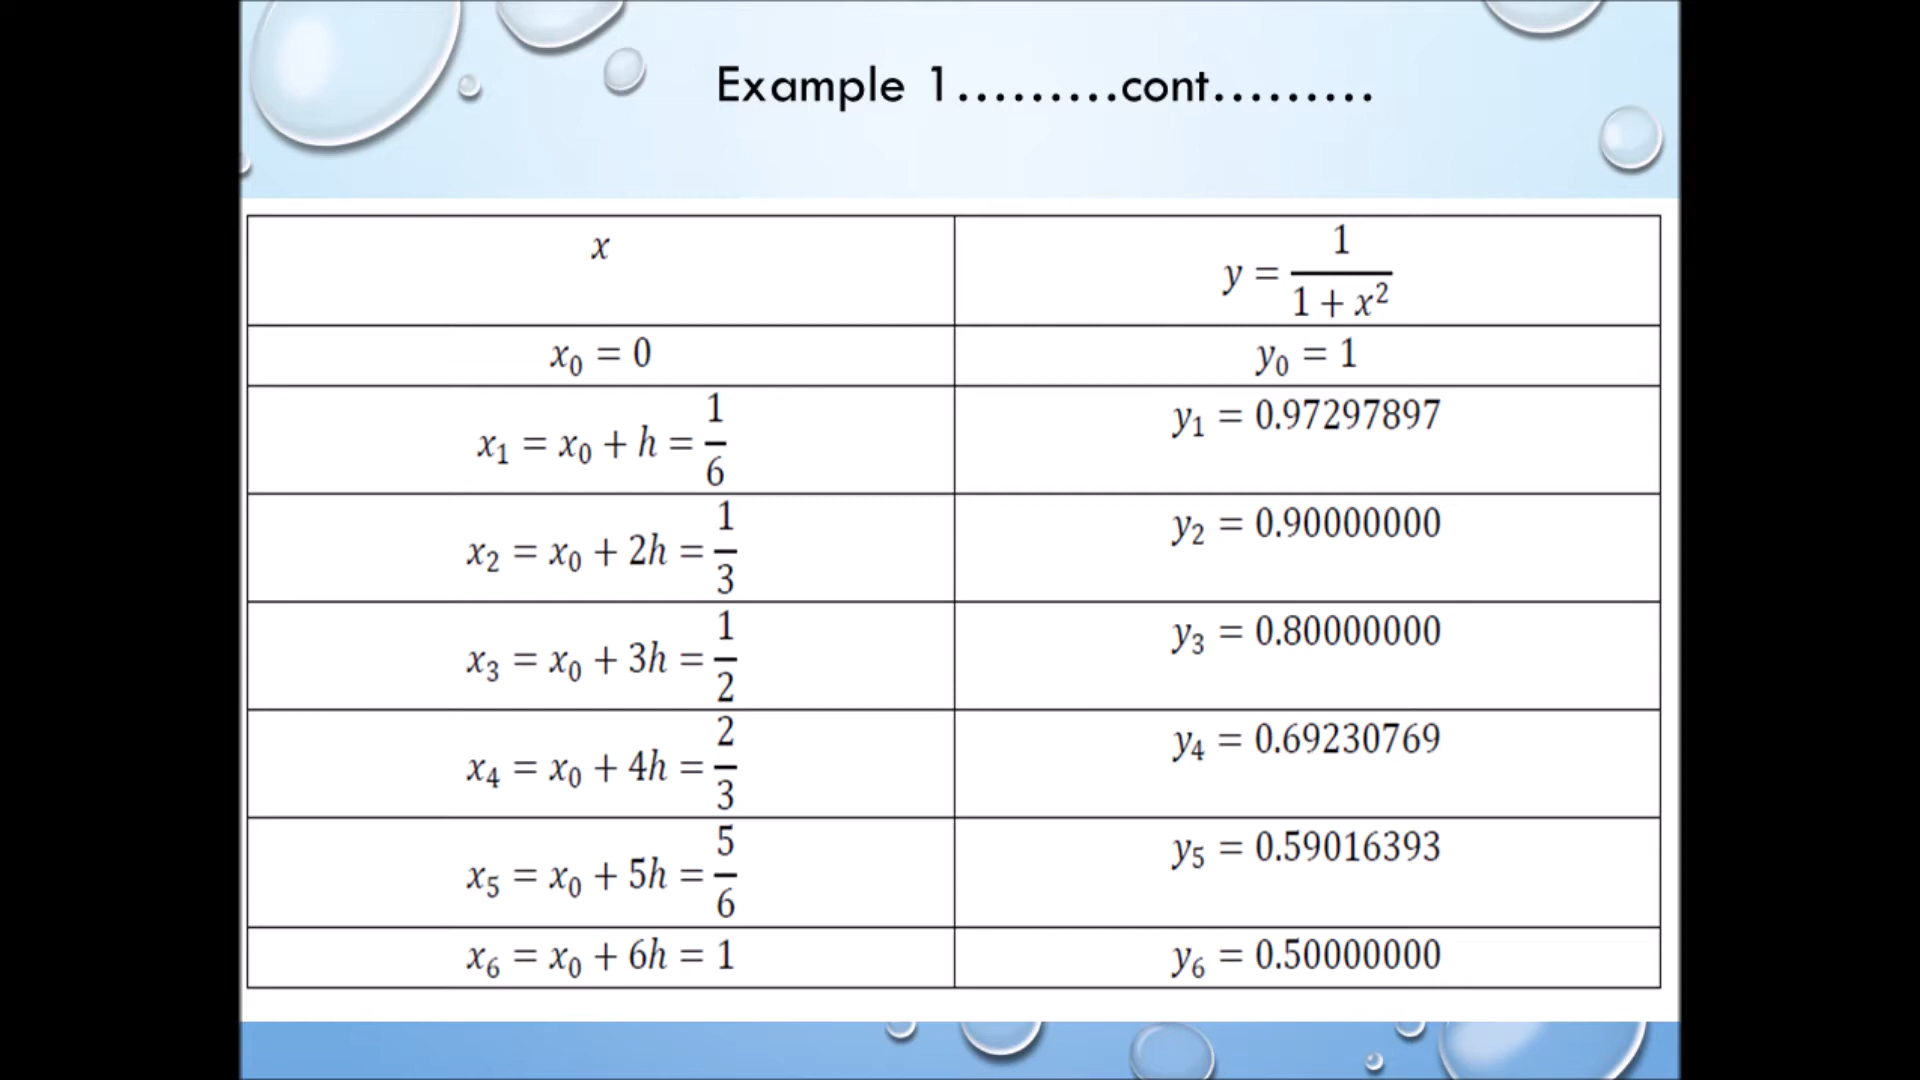 Example 1.........cont.........
x
y = 1/(1 + x²)
x₀ = 0
y₀ = 1
x₁ = x₀ + h = 1/6
y₁ = 0.97297897
x₂ = x₀ + 2h = 1/3
y₂ = 0.90000000
x₃ = x₀ + 3h = 1/2
y₃ = 0.80000000
x₄ = x₀ + 4h = 2/3
y₄ = 0.69230769
x₅ = x₀ + 5h = 5/6
y₅ = 0.59016393
x₆ = x₀ + 6h = 1
y₆ = 0.50000000